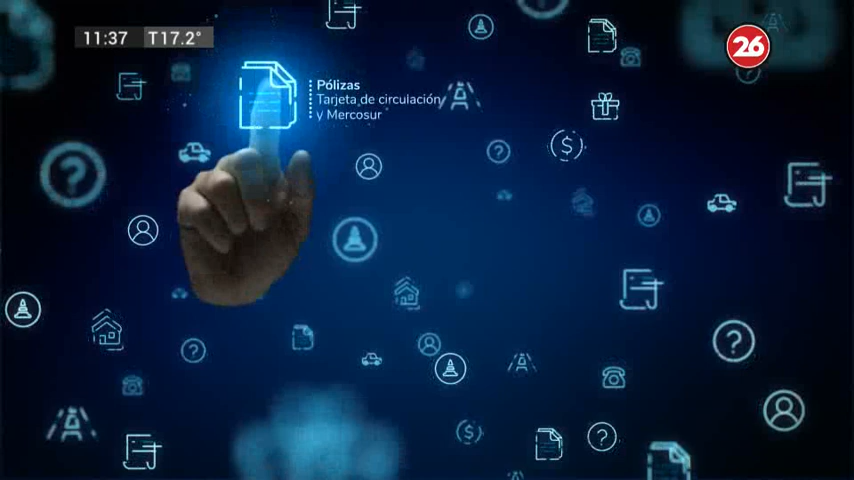 11:37 T17.2°
26
Pólizas
Tarjeta de circulación
y Mercosur